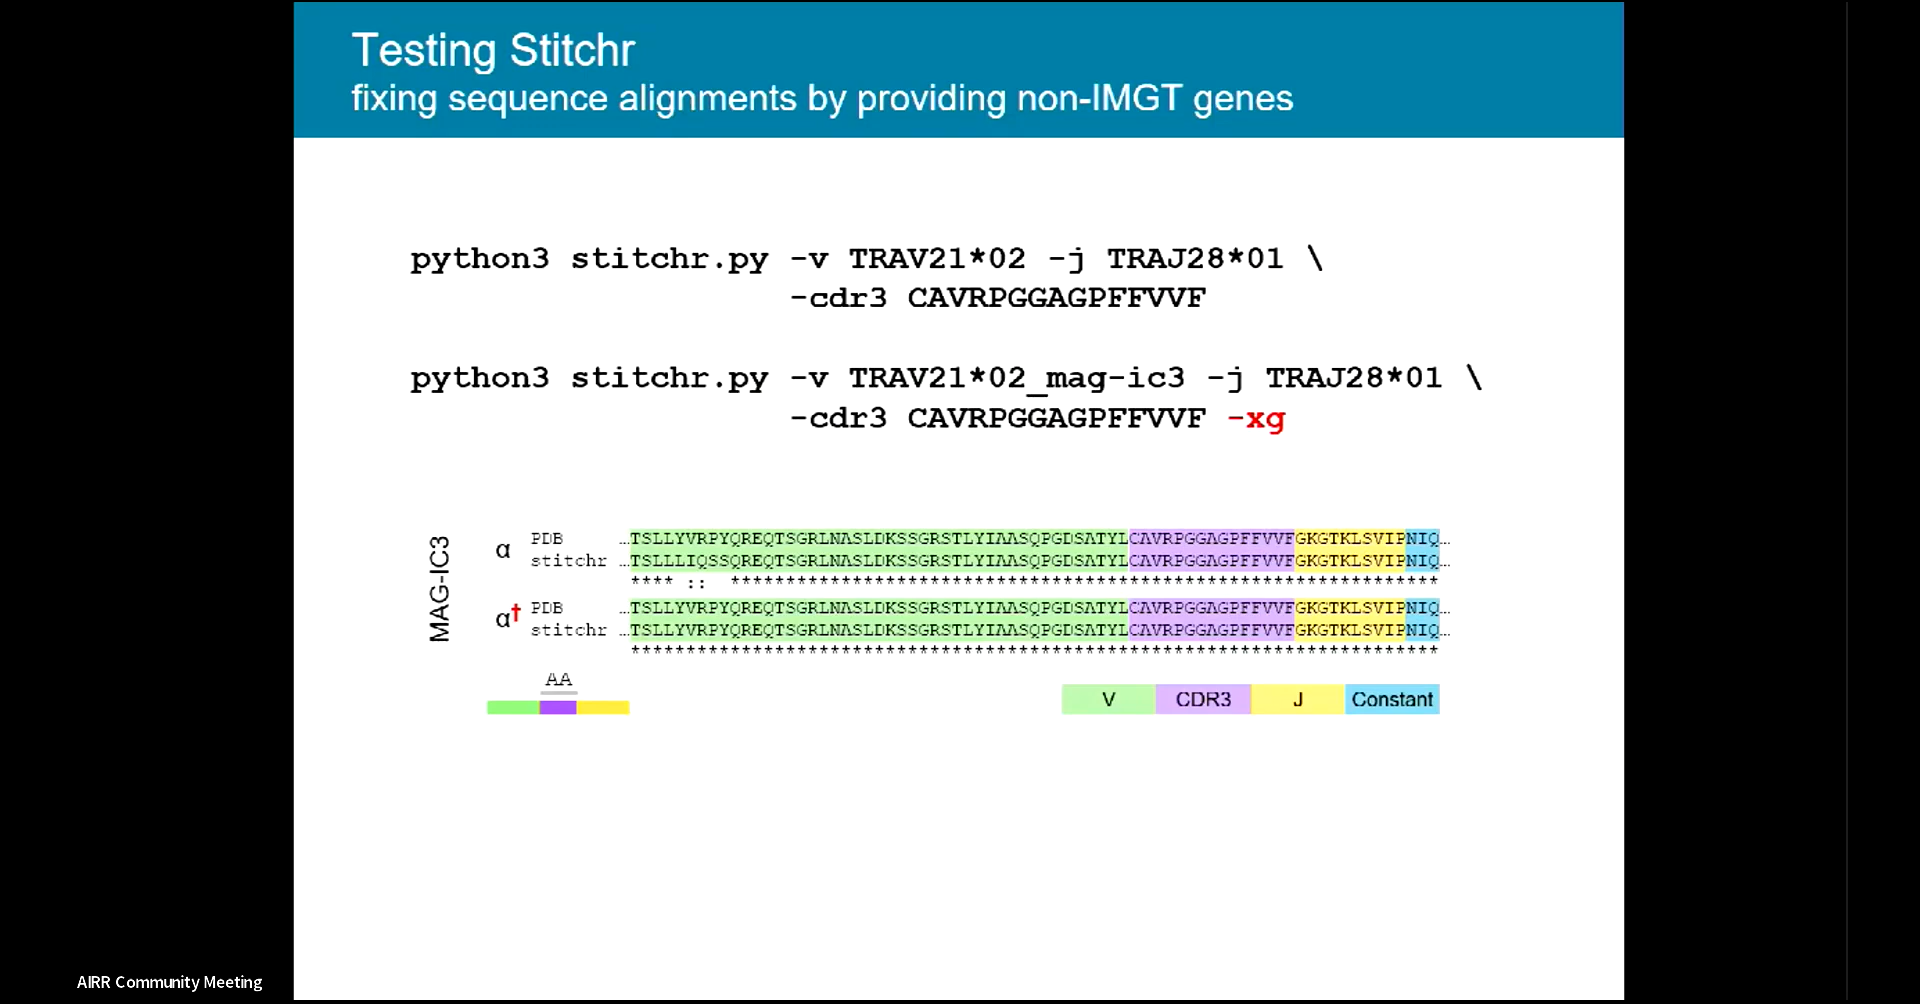 Testing Stitchr
fixing sequence alignments by providing non-IMGT genes
python3 stitchr.py -v TRAV21*02 -j TRAJ28*01 \
-cdr3 CAVRPGGAGPFFVVF
python3 stitchr.py -v TRAV21*02_mag-ic3 -j TRAJ28*01 \
-cdr3 CAVRPGGAGPFFVVF -xg
MAG-IC3
α PDB …TSLLYVRPYQREQTSGRLNASLDKSSGRSTLYIAASQPGDSATYLCAVRPGGAGPFFVVFGKGTKLSVIPNIQ…
stitchr …TSLLLIQSSQREQTSGRLNASLDKSSGRSTLYIAASQPGDSATYLCAVRPGGAGPFFVVFGKGTKLSVIPNIQ…
**** :: ****************************************************************
α† PDB …TSLLYVRPYQREQTSGRLNASLDKSSGRSTLYIAASQPGDSATYLCAVRPGGAGPFFVVFGKGTKLSVIPNIQ…
stitchr …TSLLYVRPYQREQTSGRLNASLDKSSGRSTLYIAASQPGDSATYLCAVRPGGAGPFFVVFGKGTKLSVIPNIQ…
*************************************************************************
AA
V CDR3 J Constant
AIRR Community Meeting